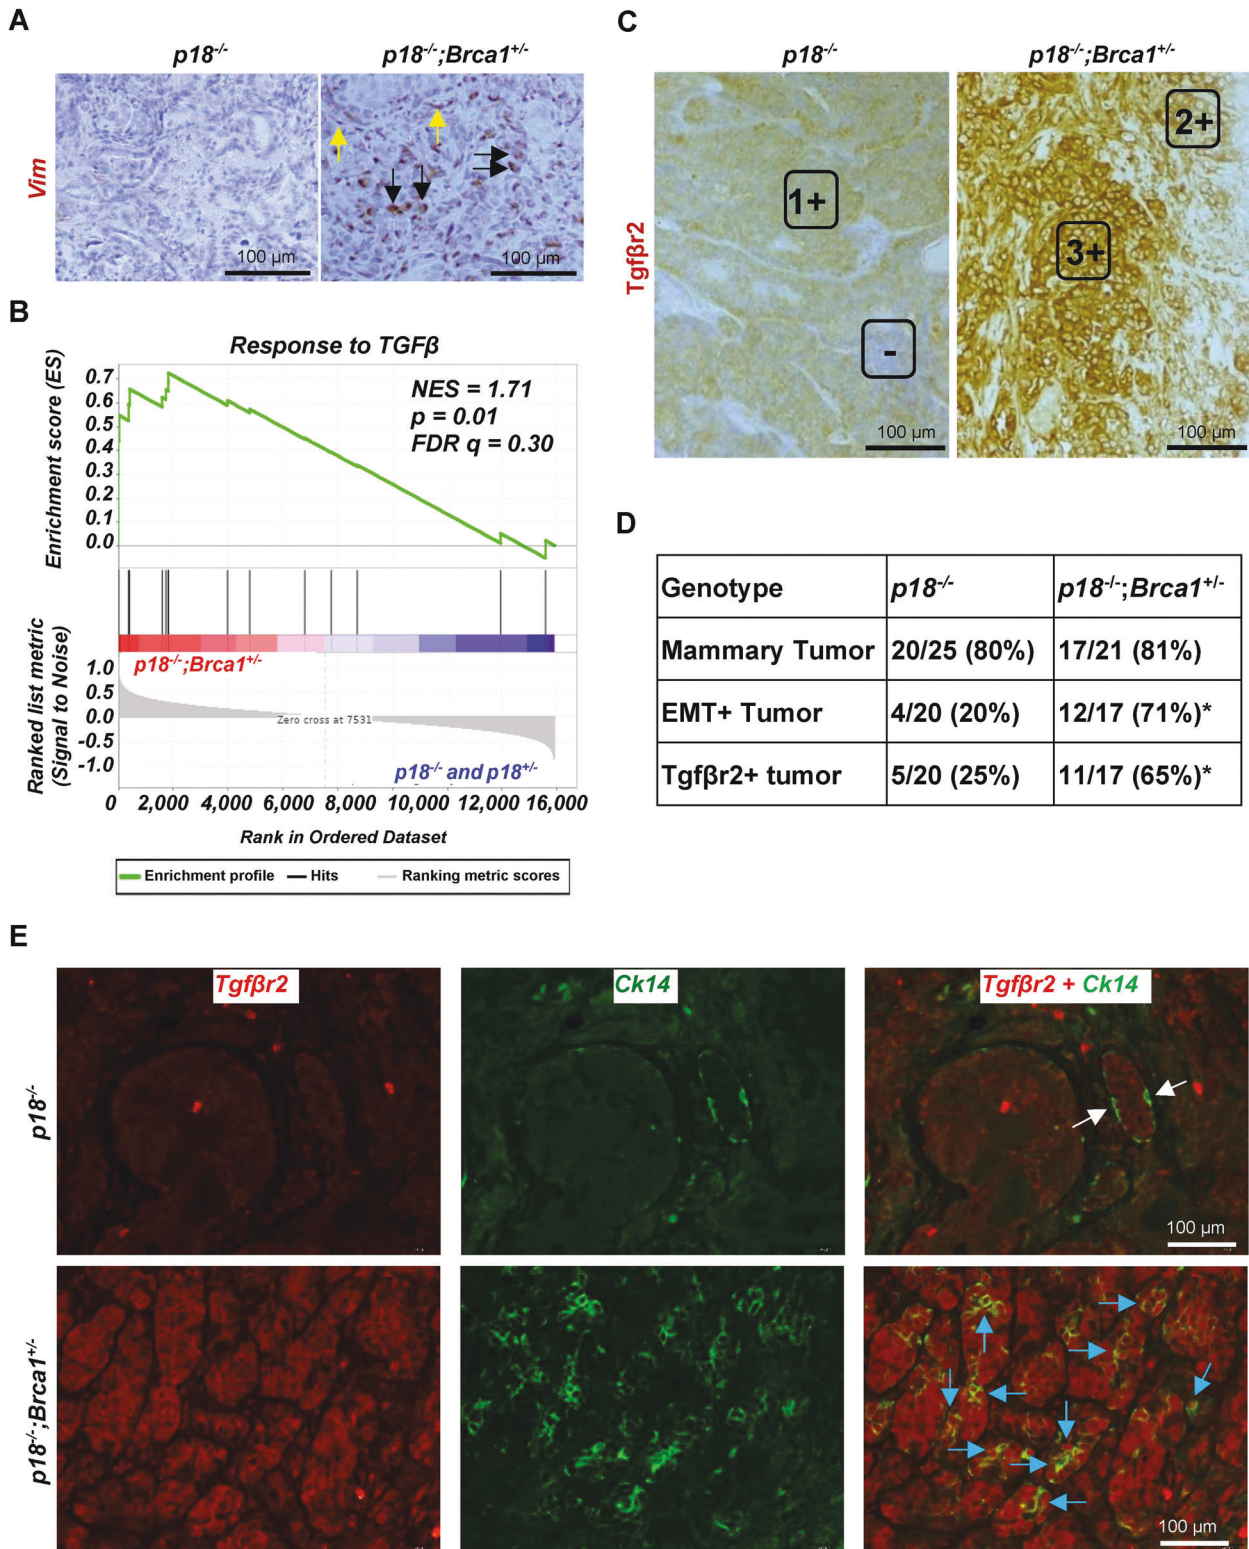 A
p18-/-
p18-/-;Brca1+/-
Vim
100 µm
100 µm
B
Response to TGFβ
Enrichment score (ES)
0.7
0.6
0.5
0.4
0.3
0.2
0.1
0.0
NES = 1.71
p = 0.01
FDR q = 0.30
Ranked list metric
(Signal to Noise)
1.0
0.5
0.0
-0.5
-1.0
p18-/-;Brca1+/-
Zero cross at 7531
p18-/- and p18+/-
0 2,000 4,000 6,000 8,000 10,000 12,000 14,000 16,000
Rank in Ordered Dataset
Enrichment profile Hits Ranking metric scores
C
p18-/-
p18-/-;Brca1+/-
Tgfβr2
1+
-
2+
3+
100 µm
100 µm
D
Genotype p18-/- p18-/-;Brca1+/-
Mammary Tumor 20/25 (80%) 17/21 (81%)
EMT+ Tumor 4/20 (20%) 12/17 (71%)*
Tgfβr2+ tumor 5/20 (25%) 11/17 (65%)*
E
Tgfβr2
Ck14
Tgfβr2 + Ck14
p18-/-
100 µm
p18-/-;Brca1+/-
100 µm